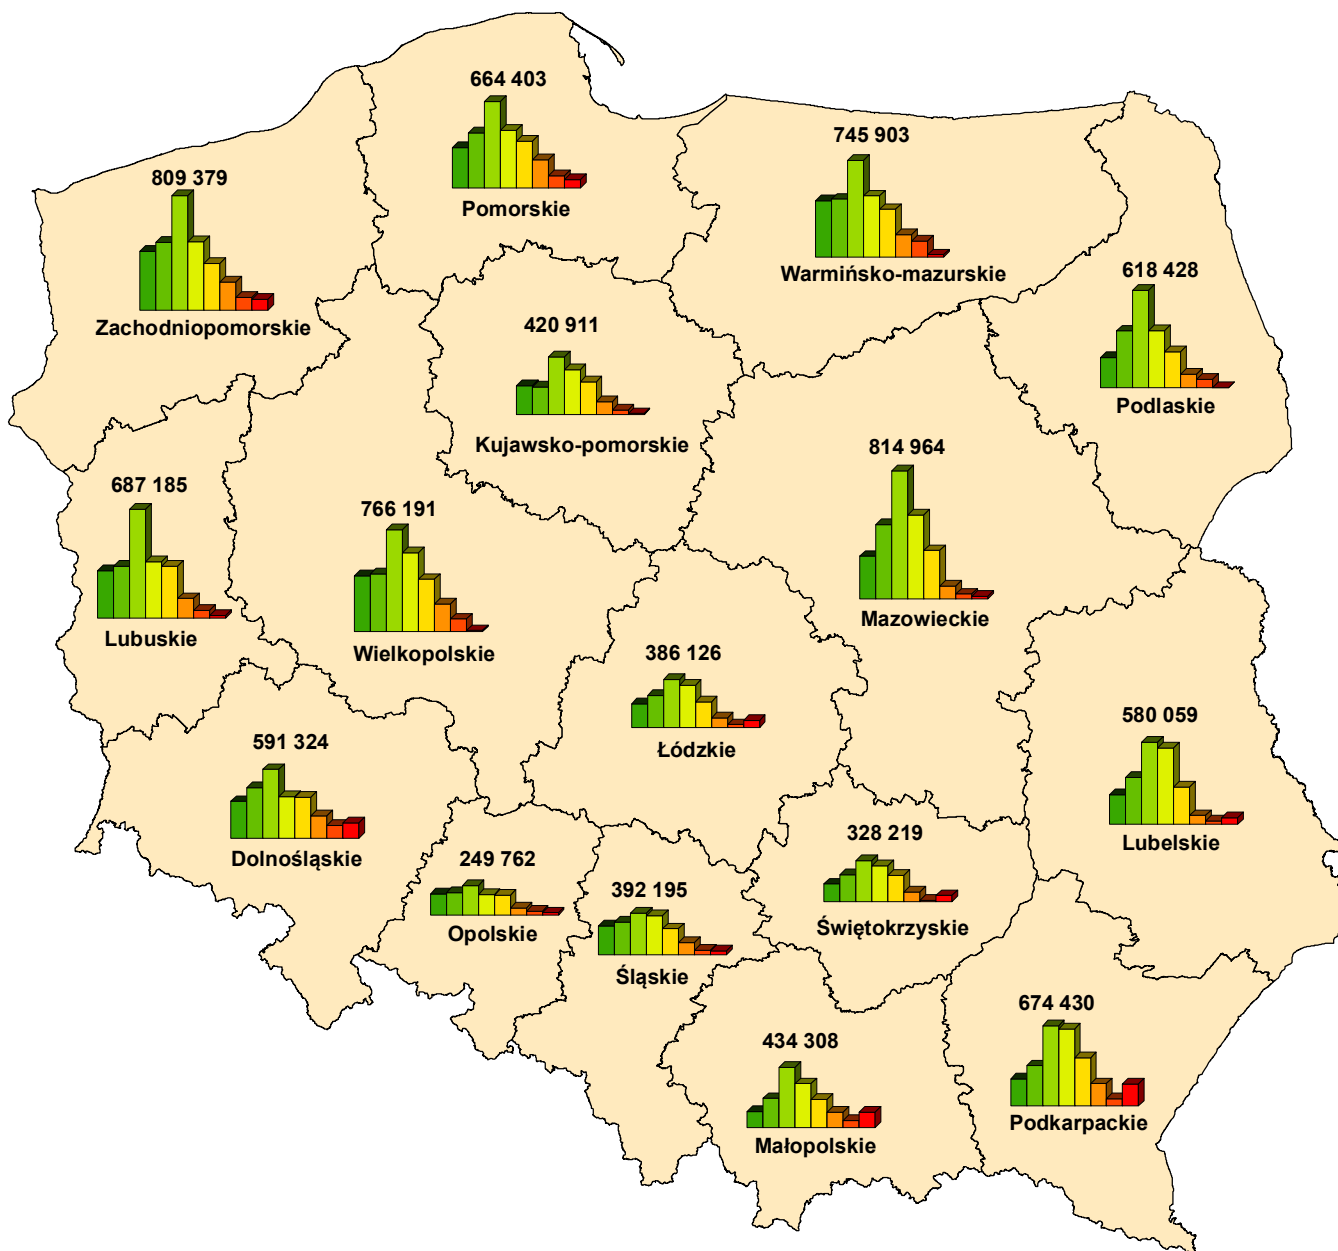 664 403
Pomorskie
745 903
Warmińsko-mazurskie
809 379
Zachodniopomorskie
618 428
Podlaskie
420 911
Kujawsko-pomorskie
814 964
Mazowieckie
687 185
Lubuskie
766 191
Wielkopolskie
386 126
Łódzkie
580 059
Lubelskie
591 324
Dolnośląskie
249 762
Opolskie
392 195
Śląskie
328 219
Świętokrzyskie
434 308
Małopolskie
674 430
Podkarpackie